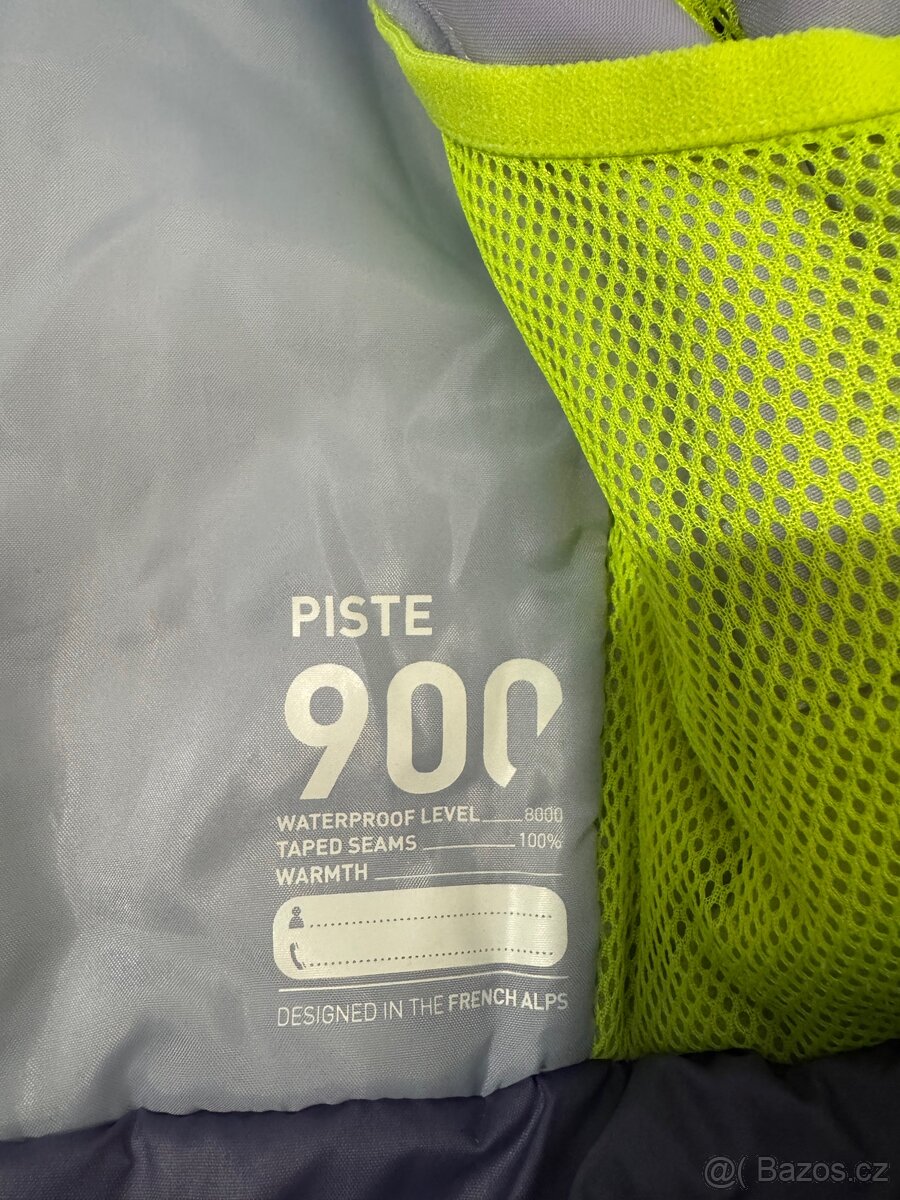 PISTE
900
WATERPROOF LEVEL 8000
TAPED SEAMS 100%
WARMTH
DESIGNED IN THE FRENCH ALPS
@( Bazos.cz